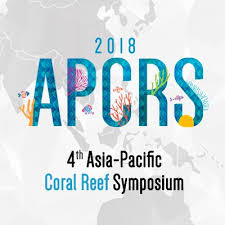 2018
APCRS
4th Asia-Pacific
Coral Reef Symposium